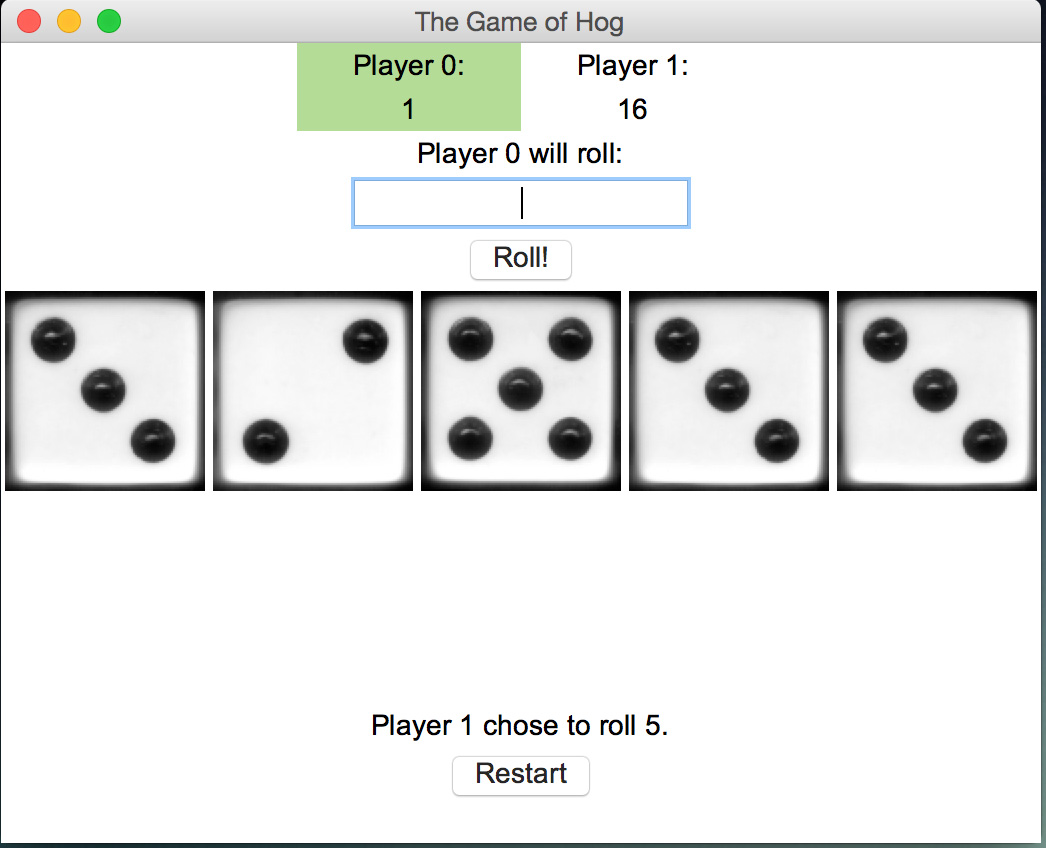 The Game of Hog
Player 0: Player 1:
1 16
Player 0 will roll:
Roll!
Player 1 chose to roll 5.
Restart